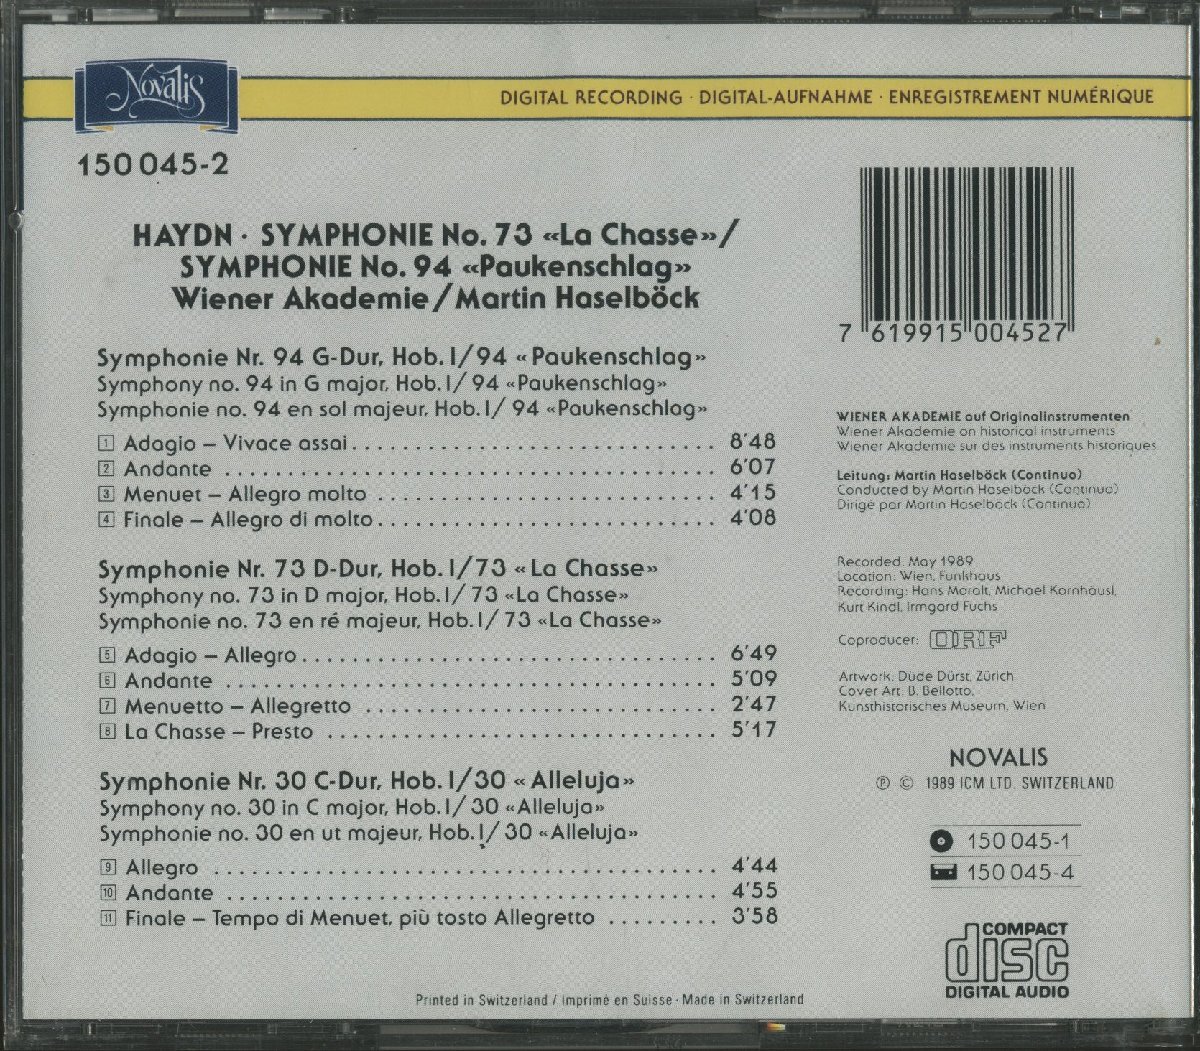 Novalis
DIGITAL RECORDING · DIGITAL-AUFNAHME · ENREGISTREMENT NUMÉRIQUE
150 045-2
HAYDN · SYMPHONIE No. 73 «La Chasse»/
SYMPHONIE No. 94 «Paukenschlag»
Wiener Akademie/Martin Haselböck
7 619915 004527
Symphonie Nr. 94 G-Dur, Hob. I/94 «Paukenschlag»
Symphony no. 94 in G major, Hob. I/94 «Paukenschlag»
Symphonie no. 94 en sol majeur, Hob. I/94 «Paukenschlag»
1 Adagio – Vivace assai 8'48
2 Andante 6'07
3 Menuet – Allegro molto 4'15
4 Finale – Allegro di molto 4'08
Symphonie Nr. 73 D-Dur, Hob. I/73 «La Chasse»
Symphony no. 73 in D major, Hob. I/73 «La Chasse»
Symphonie no. 73 en ré majeur, Hob. I/73 «La Chasse»
5 Adagio – Allegro 6'49
6 Andante 5'09
7 Menuetto – Allegretto 2'47
8 La Chasse – Presto 5'17
Symphonie Nr. 30 C-Dur, Hob. I/30 «Alleluja»
Symphony no. 30 in C major, Hob. I/30 «Alleluja»
Symphonie no. 30 en ut majeur, Hob. I/30 «Alleluja»
9 Allegro 4'44
10 Andante 4'55
11 Finale – Tempo di Menuet, più tosto Allegretto 3'58
WIENER AKADEMIE auf Originalinstrumenten
Wiener Akademie on historical instruments
Wiener Akademie sur des instruments historiques
Leitung: Martin Haselböck (Continuo)
Conducted by Martin Haselböck (Continuo)
Dirigé par Martin Haselböck (Continuo)
Recorded: May 1989
Location: Wien, Funkhaus
Recording: Hans Moralt, Michael Karnhäusl,
Kurt Kindl, Irmgard Fuchs
Coproducer: ORF
Artwork: Dude Dürst, Zürich
Cover Art: B. Bellotto,
Kunsthistorisches Museum, Wien
NOVALIS
℗ © 1989 ICM LTD. SWITZERLAND
150 045-1
150 045-4
COMPACT
disc
DIGITAL AUDIO
Printed in Switzerland / Imprimé en Suisse · Made in Switzerland